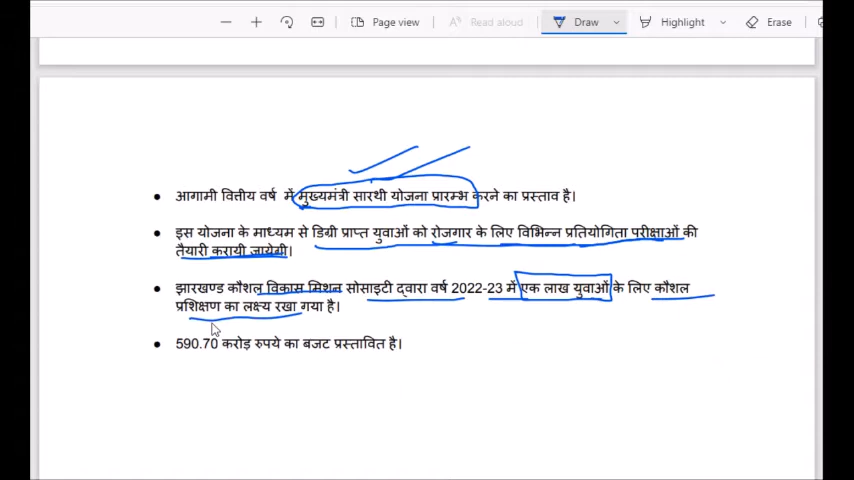 Page view
Read aloud
Draw
Highlight
Erase
आगामी वित्तीय वर्ष में मुख्यमंत्री सारथी योजना प्रारम्भ करने का प्रस्ताव है।
इस योजना के माध्यम से डिग्री प्राप्त युवाओं को रोजगार के लिए विभिन्न प्रतियोगिता परीक्षाओं की
तैयारी करायी जायेगी।
झारखण्ड कौशल विकास मिशन सोसाइटी द्वारा वर्ष 2022-23 में एक लाख युवाओं के लिए कौशल
प्रशिक्षण का लक्ष्य रखा गया है।
590.70 करोड़ रुपये का बजट प्रस्तावित है।